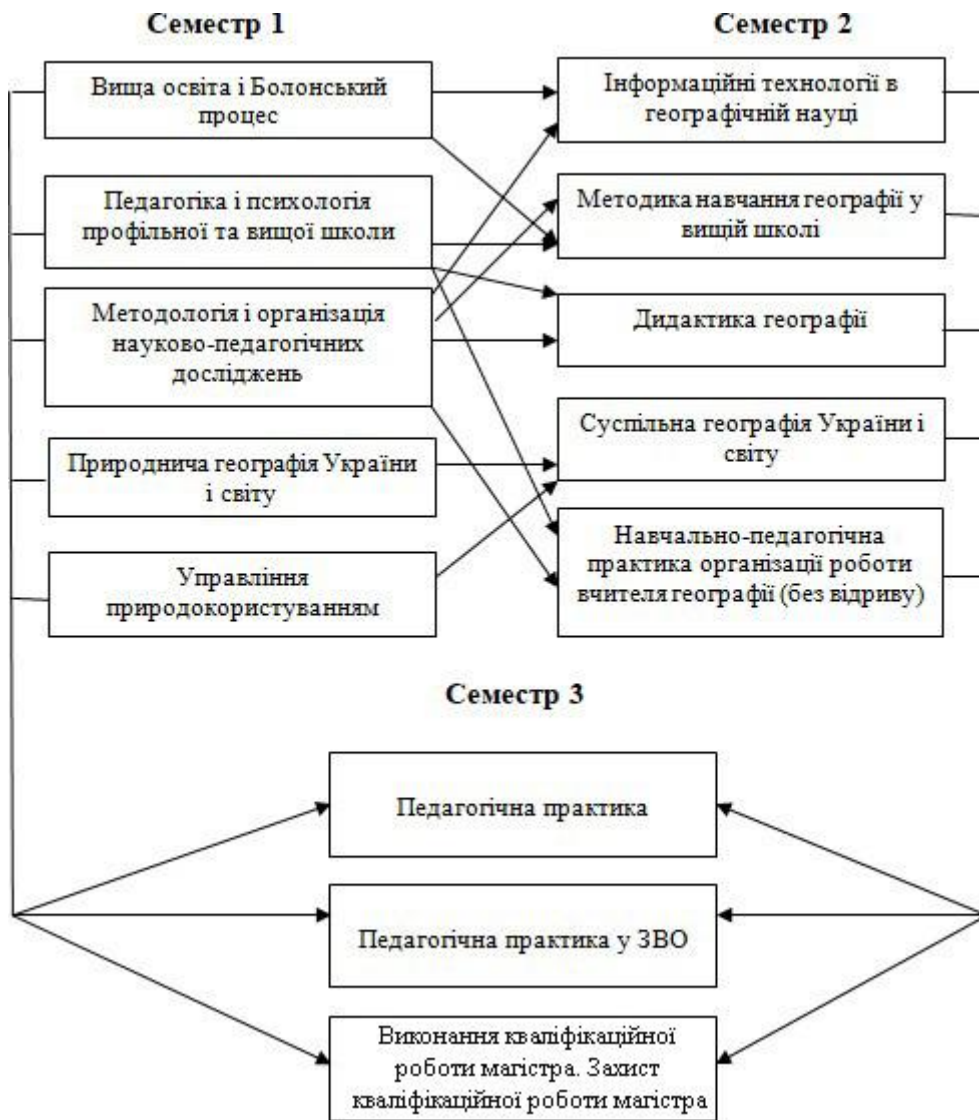 Семестр 1
Вища освіта і Болонський
процес
Педагогіка і психологія
профільної та вищої школи
Методологія і організація
науково-педагогічних
досліджень
Природнича географія України
і світу
Управління
природокористуванням
Семестр 2
Інформаційні технології в
географічній науці
Методика навчання географії у
вищій школі
Дидактика географії
Суспільна географія України і
світу
Навчально-педагогічна
практика організації роботи
вчителя географії (без відриву)
Семестр 3
Педагогічна практика
Педагогічна практика у ЗВО
Виконання кваліфікаційної
роботи магістра. Захист
кваліфікаційної роботи магістра